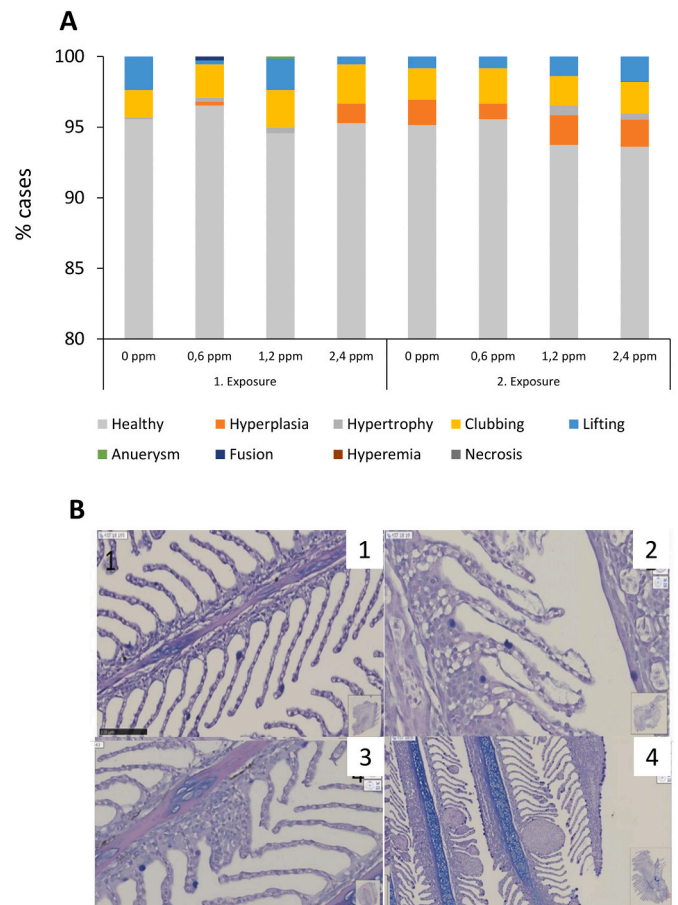 A
100
95
90
85
80
% cases
0 ppm 0,6 ppm 1,2 ppm 2,4 ppm 0 ppm 0,6 ppm 1,2 ppm 2,4 ppm
1. Exposure 2. Exposure
Healthy Hyperplasia Hypertrophy Clubbing Lifting
Anuerysm Fusion Hyperemia Necrosis
B
1 1 2
3 4